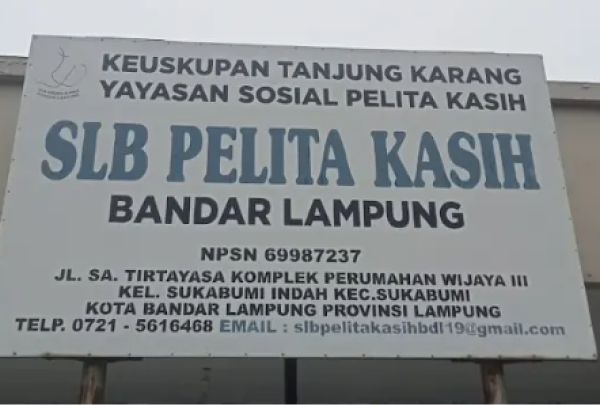 KEUSKUPAN TANJUNG KARANG
YAYASAN SOSIAL PELITA KASIH
SLB PELITA KASIH
BANDAR LAMPUNG
NPSN 69987237
JL. SA. TIRTAYASA KOMPLEK PERUMAHAN WIJAYA III
KEL. SUKABUMI INDAH KEC.SUKABUMI
KOTA BANDAR LAMPUNG PROVINSI LAMPUNG
TELP. 0721 - 5616468 EMAIL : slbpelitakasihbdl19@gmail.com